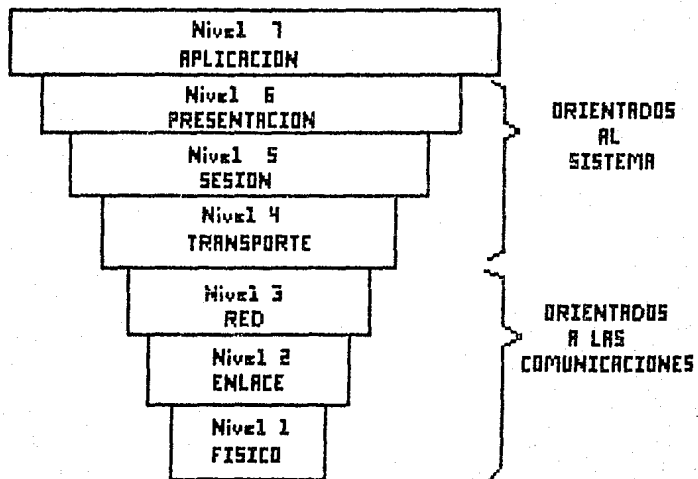 Nivel 7
APLICACION
Nivel 6
PRESENTACION
Nivel 5
SESION
Nivel 4
TRANSPORTE
ORIENTADOS
AL
SISTEMA
Nivel 3
RED
Nivel 2
ENLACE
Nivel 1
FISICO
ORIENTADOS
A LAS
COMUNICACIONES